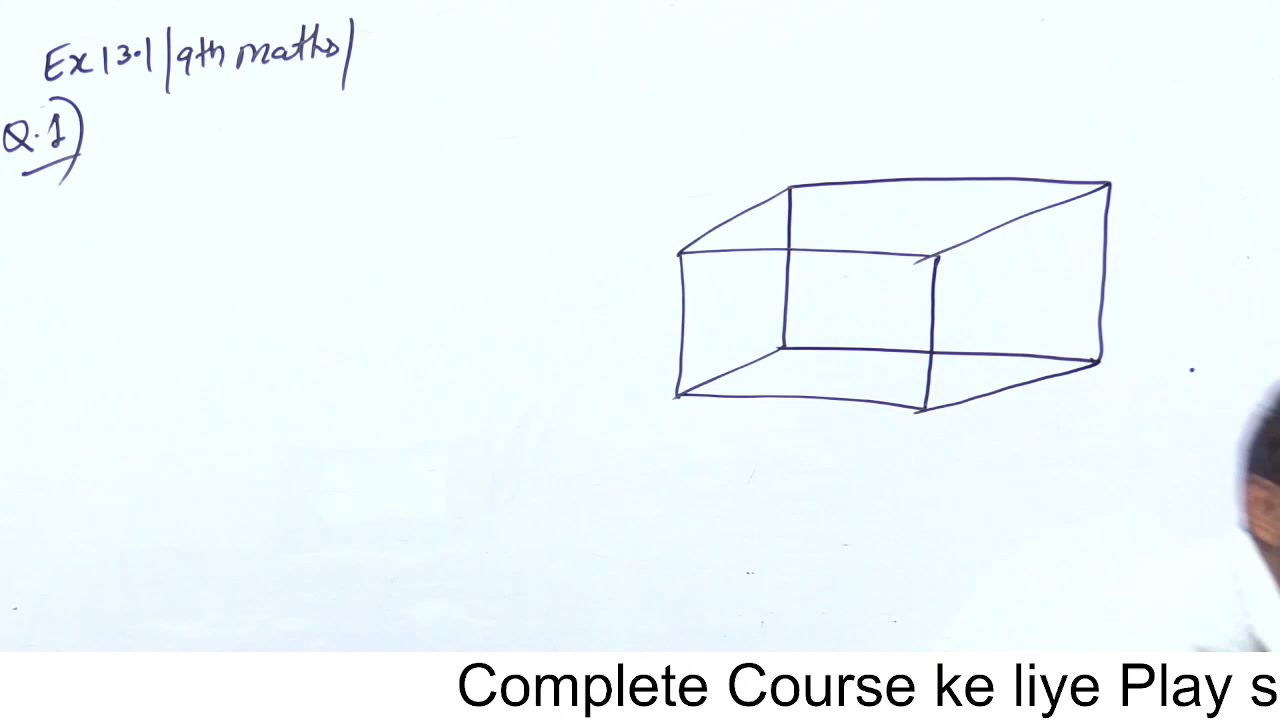 Ex 13.1 | 9th maths |
Q.1)
Complete Course ke liye Play s